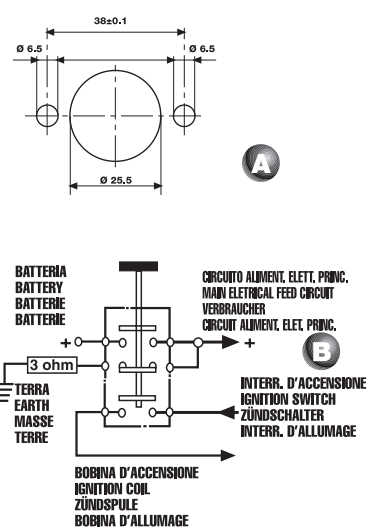 38±0.1
Ø 6.5
Ø 6.5
Ø 25.5
A
BATTERIA
BATTERY
BATTERIE
BATTERIE
CIRCUITO ALIMENT. ELETT. PRINC.
MAIN ELETRICAL FEED CIRCUIT
VERBRAUCHER
CIRCUIT ALIMENT. ELET. PRINC.
+
+
B
3 ohm
TERRA
EARTH
MASSE
TERRE
INTERR. D'ACCENSIONE
IGNITION SWITCH
ZÜNDSCHALTER
INTERR. D'ALLUMAGE
BOBINA D'ACCENSIONE
IGNITION COIL
ZÜNDSPULE
BOBINA D'ALLUMAGE